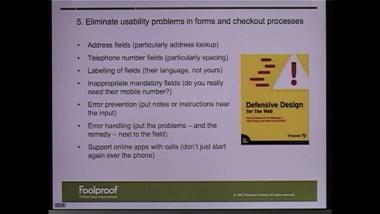 5. Eliminate usability problems in forms and checkout processes
• Address fields (particularly address lookup)
• Telephone number fields (particularly spacing)
• Labelling of fields (their language, not yours)
• Inappropriate mandatory fields (do you really
need their mobile number?)
• Error prevention (put notes or instructions near
the input)
• Error handling (put the problems – and the
remedy – next to the field)
• Support online apps with calls (don't just start
again over the phone)
Defensive Design
for the Web
Foolproof